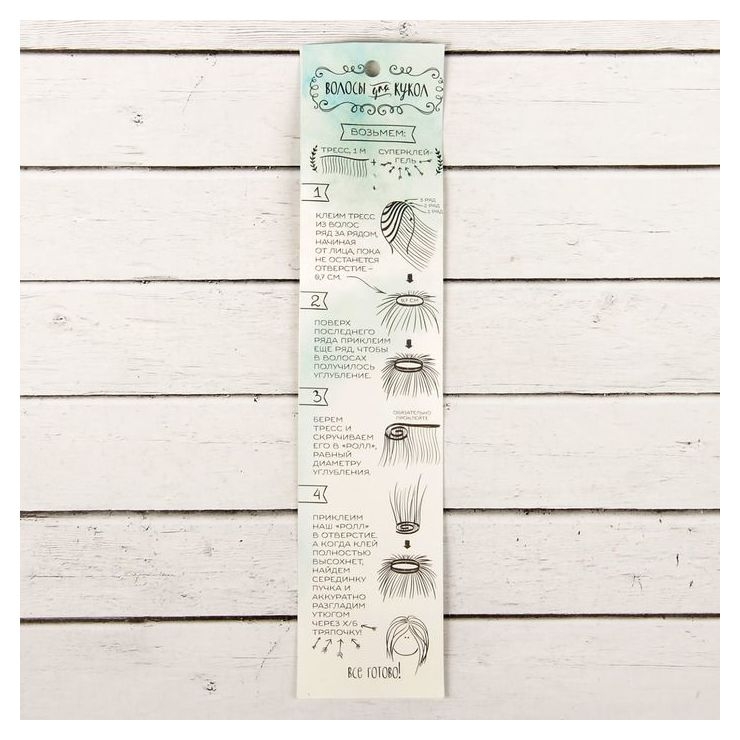 ВОЛОСЫ для КУКОЛ
ВОЗЬМЕМ:
ТРЕСС, 1 М
+
СУПЕРКЛЕЙ-
ГЕЛЬ
1
3 РЯД
2 РЯД
1 РЯД
КЛЕИМ ТРЕСС
ИЗ ВОЛОС
РЯД ЗА РЯДОМ,
НАЧИНАЯ
ОТ ЛИЦА, ПОКА
НЕ ОСТАНЕТСЯ
ОТВЕРСТИЕ –
0,7 СМ.
2
0,7 СМ
ПОВЕРХ
ПОСЛЕДНЕГО
РЯДА ПРИКЛЕИМ
ЕЩЕ РЯД, ЧТОБЫ
В ВОЛОСАХ
ПОЛУЧИЛОСЬ
УГЛУБЛЕНИЕ.
3
ОБЯЗАТЕЛЬНО
ПРОКЛЕЙТЕ
БЕРЕМ
ТРЕСС И
СКРУЧИВАЕМ
ЕГО В «РОЛЛ»,
РАВНЫЙ
ДИАМЕТРУ
УГЛУБЛЕНИЯ.
4
ПРИКЛЕИМ
НАШ «РОЛЛ»
В ОТВЕРСТИЕ.
А КОГДА КЛЕЙ
ПОЛНОСТЬЮ
ВЫСОХНЕТ,
НАЙДЕМ
СЕРЕДИНКУ
ПУЧКА И
АККУРАТНО
РАЗГЛАДИМ
УТЮГОМ
ЧЕРЕЗ Х/Б
ТРЯПОЧКУ!
ВСЕ ГОТОВО!